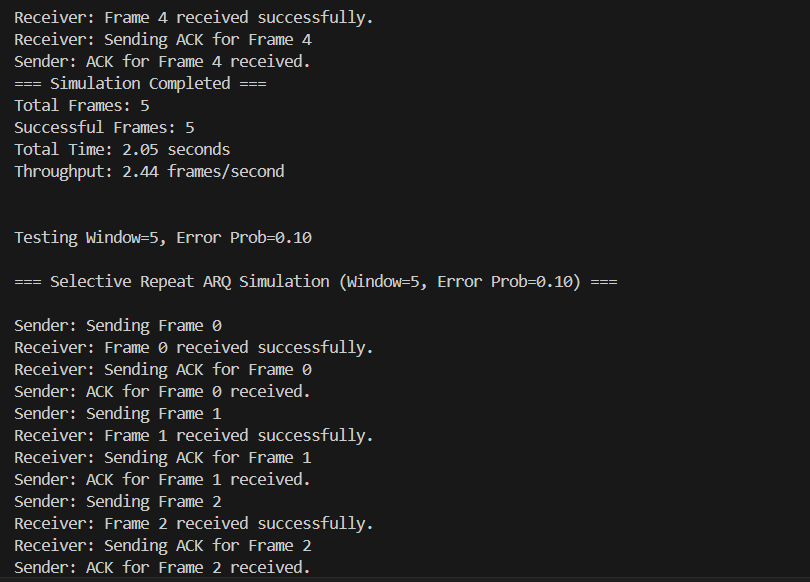 Receiver: Frame 4 received successfully.
Receiver: Sending ACK for Frame 4
Sender: ACK for Frame 4 received.
=== Simulation Completed ===
Total Frames: 5
Successful Frames: 5
Total Time: 2.05 seconds
Throughput: 2.44 frames/second
Testing Window=5, Error Prob=0.10
=== Selective Repeat ARQ Simulation (Window=5, Error Prob=0.10) ===
Sender: Sending Frame 0
Receiver: Frame 0 received successfully.
Receiver: Sending ACK for Frame 0
Sender: ACK for Frame 0 received.
Sender: Sending Frame 1
Receiver: Frame 1 received successfully.
Receiver: Sending ACK for Frame 1
Sender: ACK for Frame 1 received.
Sender: Sending Frame 2
Receiver: Frame 2 received successfully.
Receiver: Sending ACK for Frame 2
Sender: ACK for Frame 2 received.